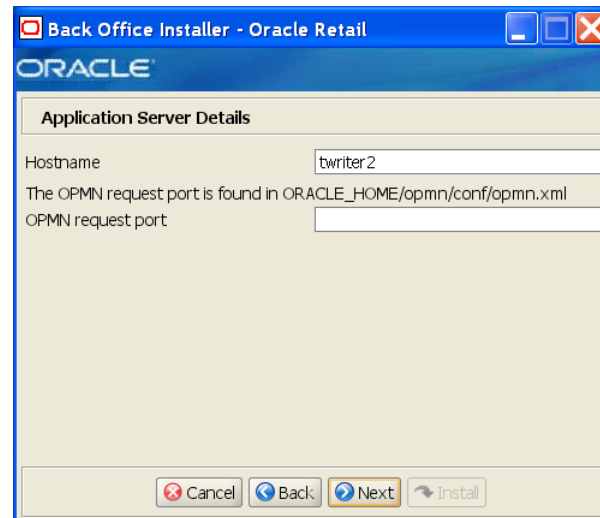 Back Office Installer - Oracle Retail
ORACLE
Application Server Details
Hostname twriter2
The OPMN request port is found in ORACLE_HOME/opmn/conf/opmn.xml
OPMN request port
Cancel Back Next Install